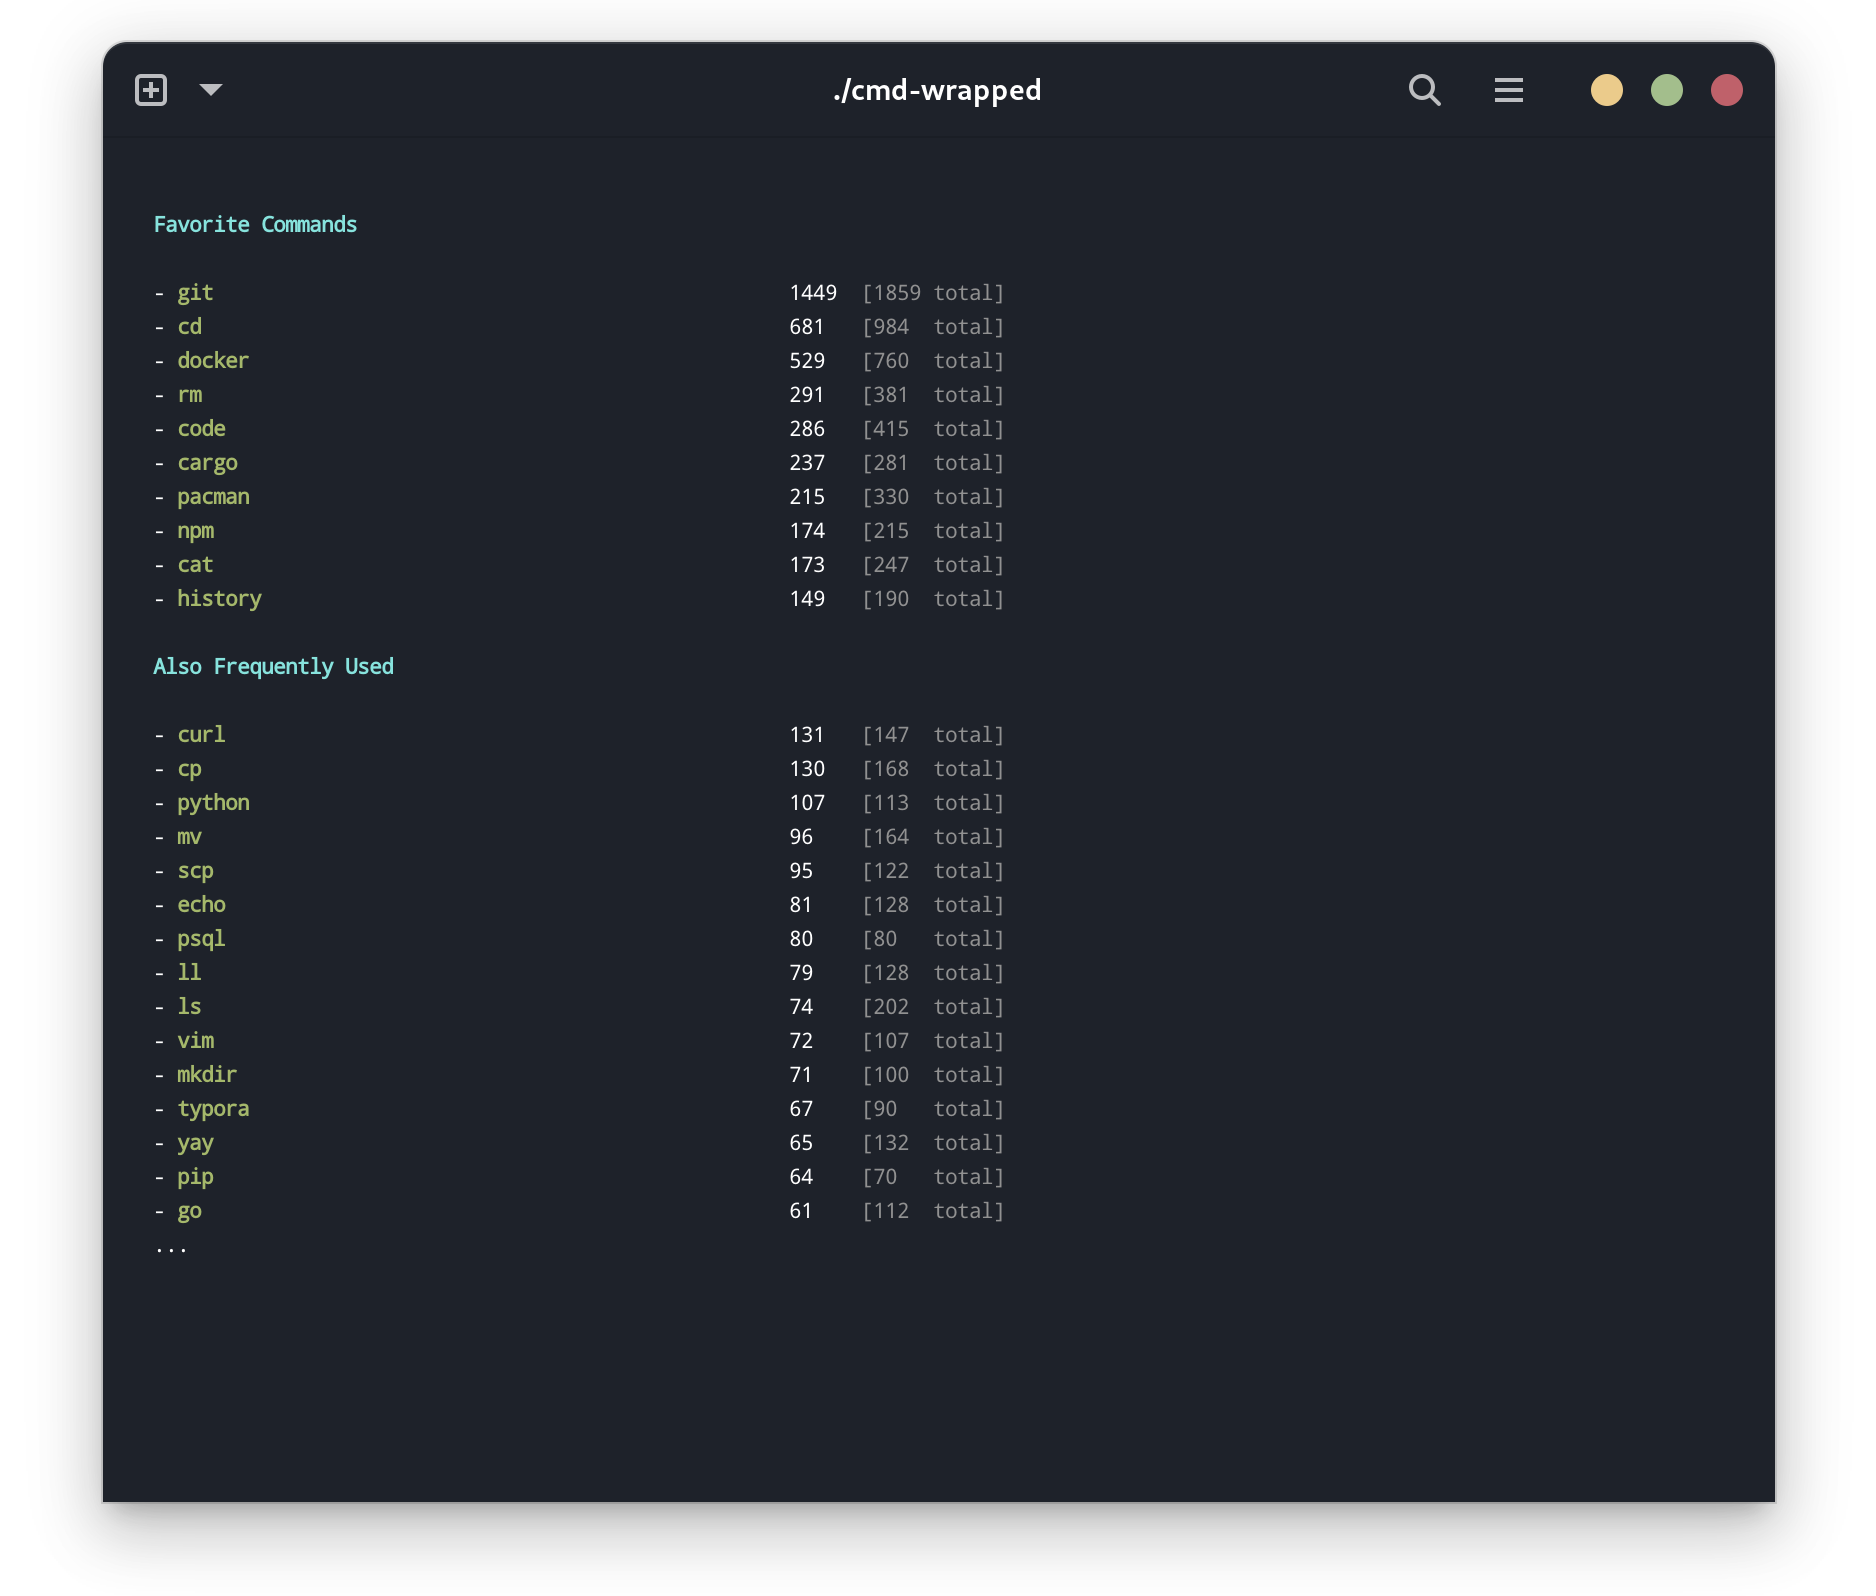 ./cmd-wrapped
Favorite Commands
- git 1449 [1859 total]
- cd 681 [984 total]
- docker 529 [760 total]
- rm 291 [381 total]
- code 286 [415 total]
- cargo 237 [281 total]
- pacman 215 [330 total]
- npm 174 [215 total]
- cat 173 [247 total]
- history 149 [190 total]
Also Frequently Used
- curl 131 [147 total]
- cp 130 [168 total]
- python 107 [113 total]
- mv 96 [164 total]
- scp 95 [122 total]
- echo 81 [128 total]
- psql 80 [80 total]
- ll 79 [128 total]
- ls 74 [202 total]
- vim 72 [107 total]
- mkdir 71 [100 total]
- typora 67 [90 total]
- yay 65 [132 total]
- pip 64 [70 total]
- go 61 [112 total]
...